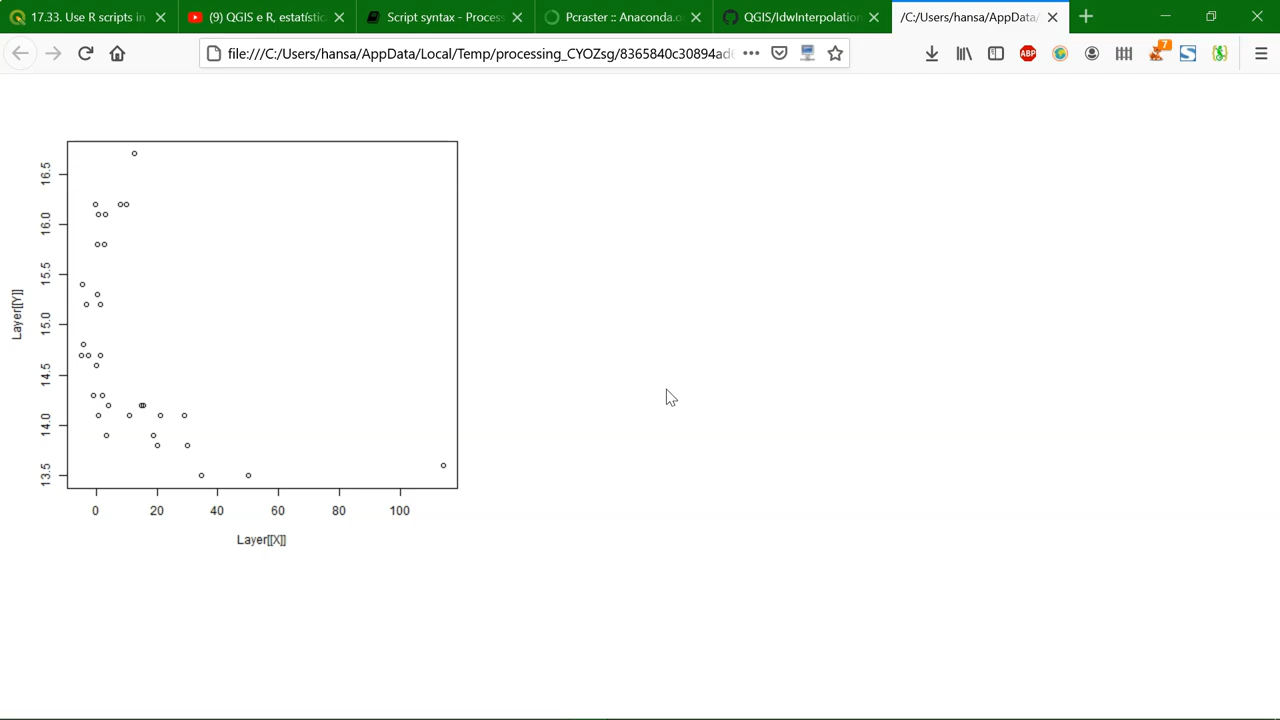 17.33. Use R scripts in
(9) QGIS e R, estatístic
Script syntax - Process
Pcraster :: Anaconda.o
QGIS/IdwInterpolation
/C:/Users/hansa/AppData/
file:///C:/Users/hansa/AppData/Local/Temp/processing_CYOZsg/8365840c30894ad
ABP
7
S
16.5
16.0
15.5
15.0
14.5
14.0
13.5
Layer[[Y]]
0 20 40 60 80 100
Layer[[X]]